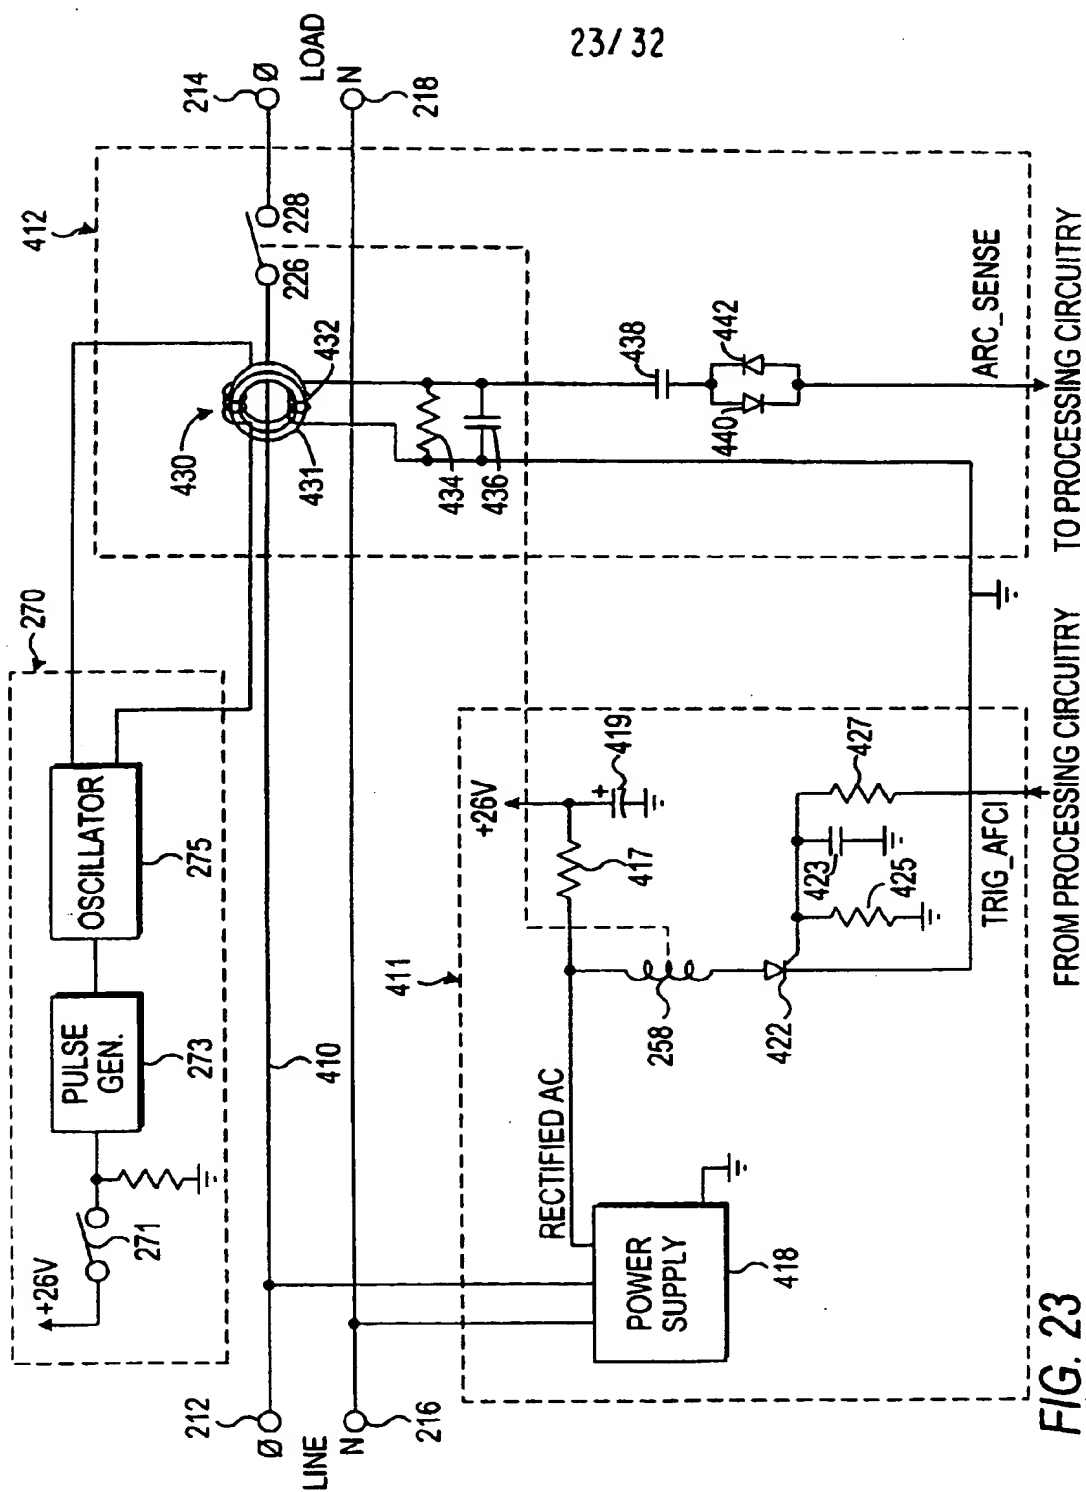 23/32
270
+26V
271
PULSE
GEN.
273
OSCILLATOR
275
412
430
431
432
226
228
214
Ø
LOAD
N
218
212
Ø
LINE
N
216
410
434
436
438
440
442
ARC_SENSE
TO PROCESSING CIRCUITRY
411
RECTIFIED AC
POWER
SUPPLY
418
258
422
417
+26V
+
419
423
425
427
TRIG_AFCI
FROM PROCESSING CIRCUITRY
FIG. 23